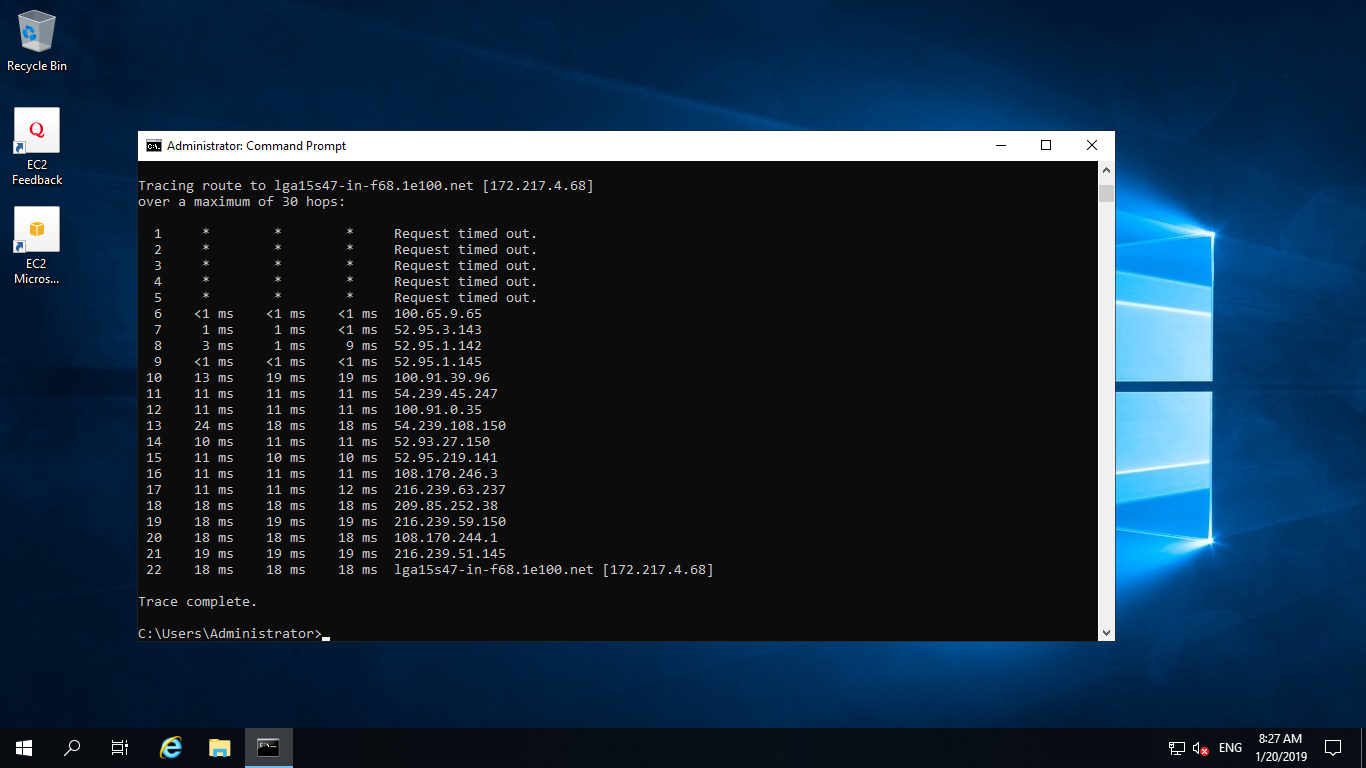 Recycle Bin
Q
EC2
Feedback
EC2
Micros...
C:\.
Administrator: Command Prompt
Tracing route to lga15s47-in-f68.1e100.net [172.217.4.68]
over a maximum of 30 hops:
1 * * * Request timed out.
2 * * * Request timed out.
3 * * * Request timed out.
4 * * * Request timed out.
5 * * * Request timed out.
6 <1 ms <1 ms <1 ms 100.65.9.65
7 1 ms 1 ms <1 ms 52.95.3.143
8 3 ms 1 ms 9 ms 52.95.1.142
9 <1 ms <1 ms <1 ms 52.95.1.145
10 13 ms 19 ms 19 ms 100.91.39.96
11 11 ms 11 ms 11 ms 54.239.45.247
12 11 ms 11 ms 11 ms 100.91.0.35
13 24 ms 18 ms 18 ms 54.239.108.150
14 10 ms 11 ms 11 ms 52.93.27.150
15 11 ms 10 ms 10 ms 52.95.219.141
16 11 ms 11 ms 11 ms 108.170.246.3
17 11 ms 11 ms 12 ms 216.239.63.237
18 18 ms 18 ms 18 ms 209.85.252.38
19 18 ms 19 ms 18 ms 216.239.59.150
20 18 ms 18 ms 18 ms 108.170.244.1
21 19 ms 19 ms 19 ms 216.239.51.145
22 18 ms 18 ms 18 ms lga15s47-in-f68.1e100.net [172.217.4.68]
Trace complete.
C:\Users\Administrator>
ENG
8:27 AM
1/20/2019